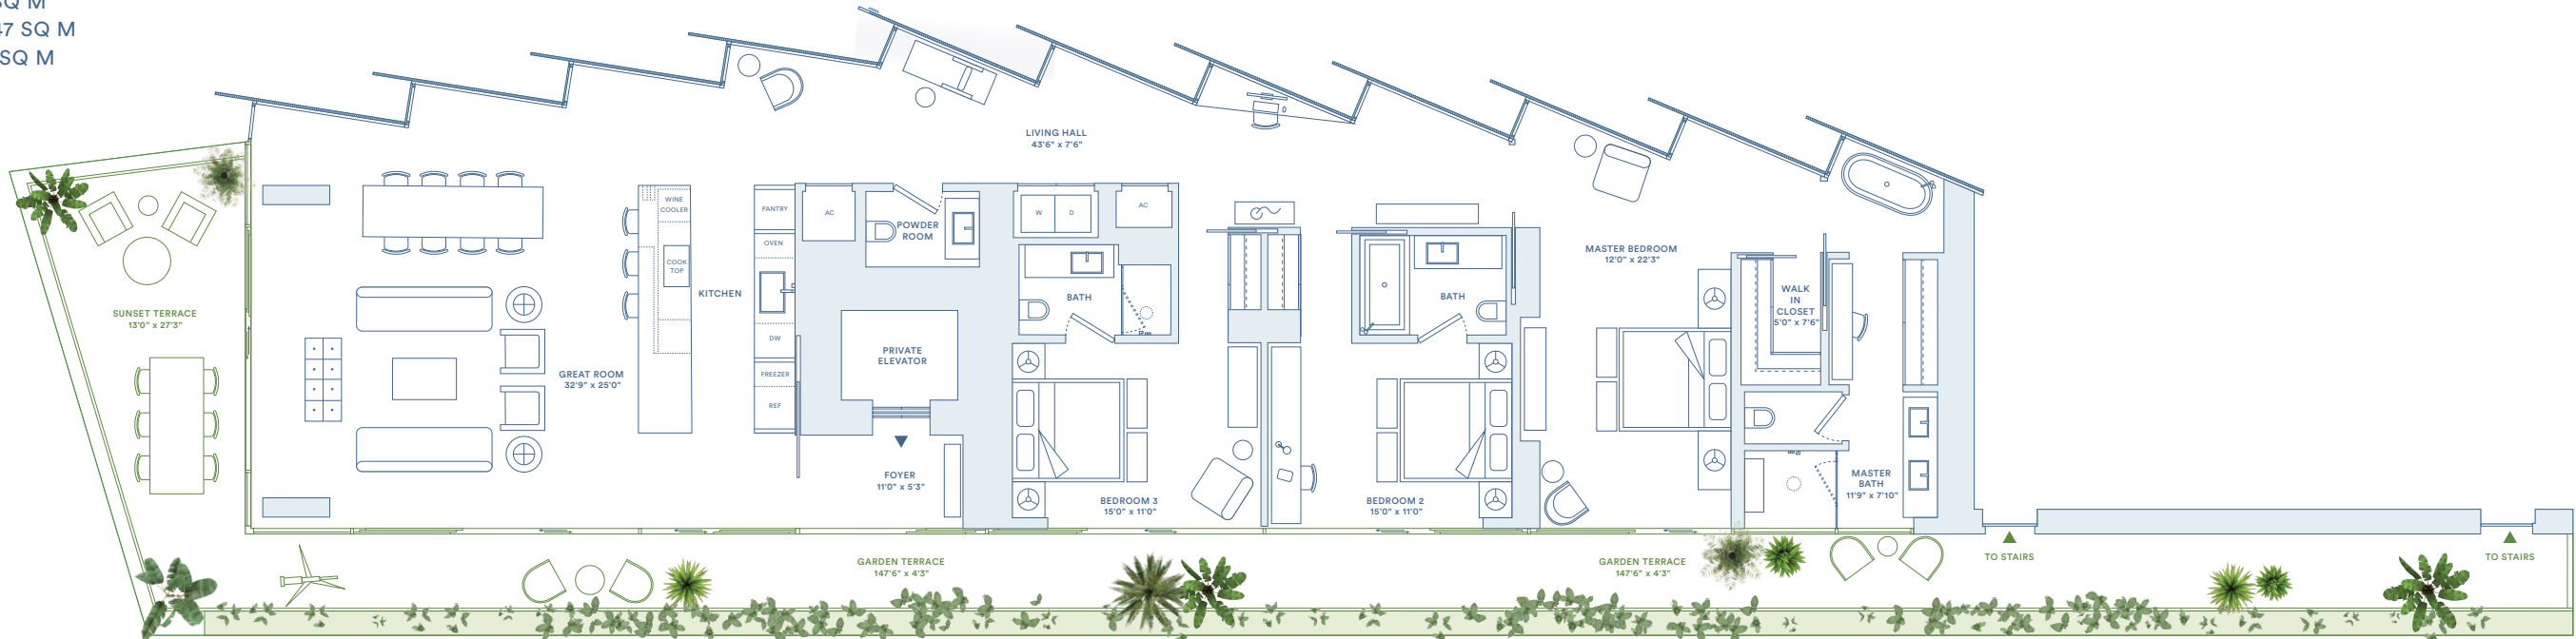 SQ M
47 SQ M
SQ M
LIVING HALL
43'6" x 7'6"
WINE
COOLER
COOK
TOP
KITCHEN
PANTRY
OVEN
DW
FREEZER
REF
AC
POWDER
ROOM
W
D
AC
BATH
PRIVATE
ELEVATOR
FOYER
11'0" x 5'3"
GREAT ROOM
32'9" x 25'0"
SUNSET TERRACE
13'0" x 27'3"
BEDROOM 3
15'0" x 11'0"
BATH
BEDROOM 2
15'0" x 11'0"
MASTER BEDROOM
12'0" x 22'3"
WALK
IN
CLOSET
5'0" x 7'6"
MASTER
BATH
11'9" x 7'10"
GARDEN TERRACE
147'6" x 4'3"
GARDEN TERRACE
147'6" x 4'3"
TO STAIRS
TO STAIRS